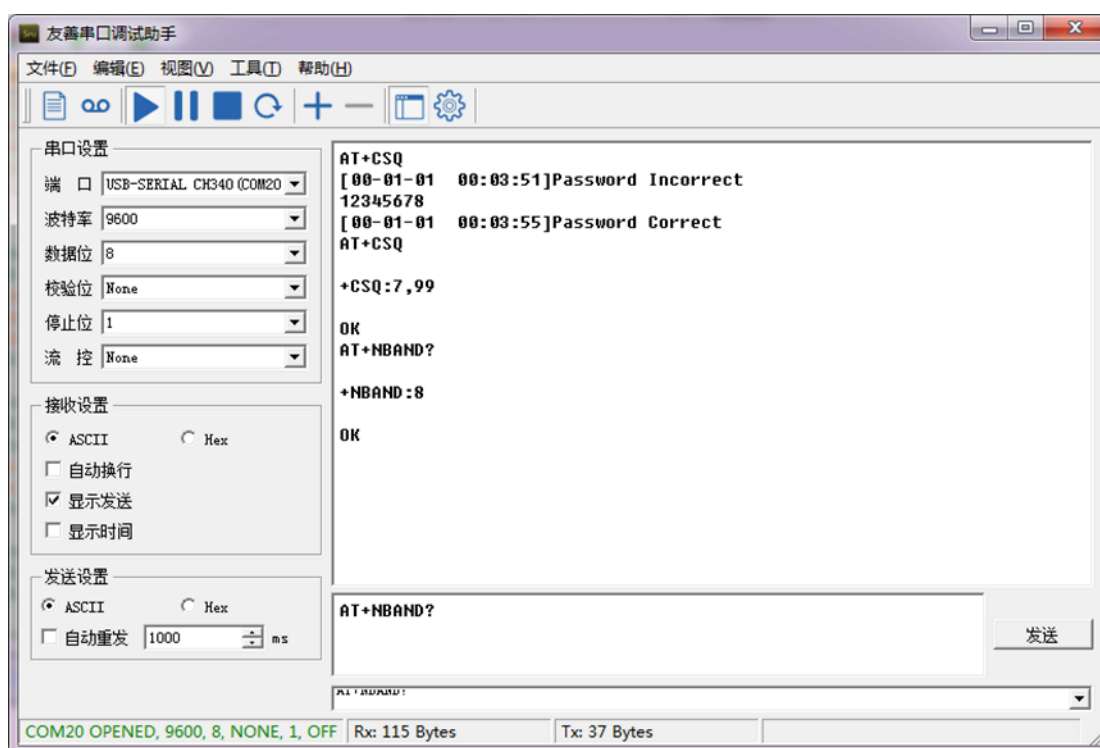 友善串口调试助手
文件(F) 编辑(E) 视图(V) 工具(T) 帮助(H)
串口设置
端 口 USB-SERIAL CH340 (COM20
波特率 9600
数据位 8
校验位 None
停止位 1
流 控 None
接收设置
ASCII Hex
自动换行
显示发送
显示时间
发送设置
ASCII Hex
自动重发 1000 ms
AT+CSQ
[00-01-01 00:03:51]Password Incorrect
12345678
[00-01-01 00:03:55]Password Correct
AT+CSQ
+CSQ:7,99
OK
AT+NBAND?
+NBAND:8
OK
AT+NBAND?
发送
AT+NBAND?
COM20 OPENED, 9600, 8, NONE, 1, OFF Rx: 115 Bytes Tx: 37 Bytes